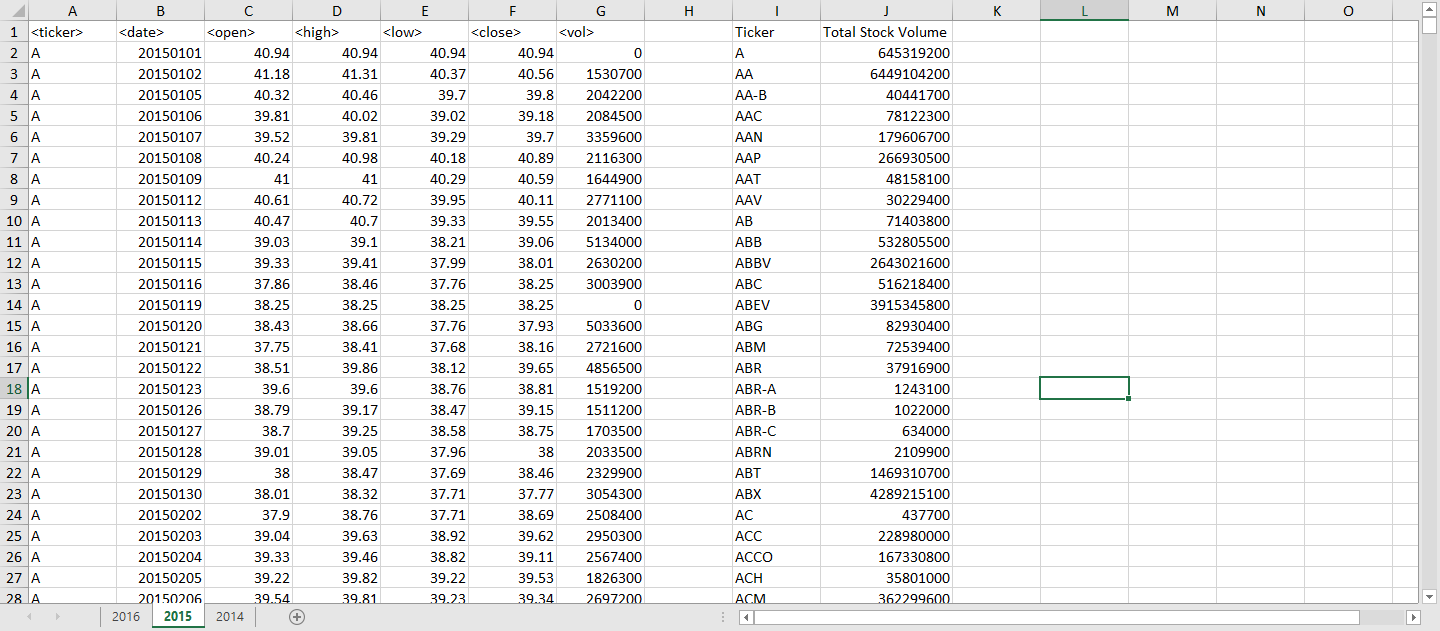 A B C D E F G H I J K L M N O
1 <ticker> <date> <open> <high> <low> <close> <vol> Ticker Total Stock Volume
2 A 20150101 40.94 40.94 40.94 40.94 0 A 645319200
3 A 20150102 41.18 41.31 40.37 40.56 1530700 AA 6449104200
4 A 20150105 40.32 40.46 39.7 39.8 2042200 AA-B 40441700
5 A 20150106 39.81 40.02 39.02 39.18 2084500 AAC 78122300
6 A 20150107 39.52 39.81 39.29 39.7 3359600 AAN 179606700
7 A 20150108 40.24 40.98 40.18 40.89 2116300 AAP 266930500
8 A 20150109 41 41 40.29 40.59 1644900 AAT 48158100
9 A 20150112 40.61 40.72 39.95 40.11 2771100 AAV 30229400
10 A 20150113 40.47 40.7 39.33 39.55 2013400 AB 71403800
11 A 20150114 39.03 39.1 38.21 39.06 5134000 ABB 532805500
12 A 20150115 39.33 39.41 37.99 38.01 2630200 ABBV 2643021600
13 A 20150116 37.86 38.46 37.76 38.25 3003900 ABC 516218400
14 A 20150119 38.25 38.25 38.25 38.25 0 ABEV 3915345800
15 A 20150120 38.43 38.66 37.76 37.93 5033600 ABG 82930400
16 A 20150121 37.75 38.41 37.68 38.16 2721600 ABM 72539400
17 A 20150122 38.51 39.86 38.12 39.65 4856500 ABR 37916900
18 A 20150123 39.6 39.6 38.76 38.81 1519200 ABR-A 1243100
19 A 20150126 38.79 39.17 38.47 39.15 1511200 ABR-B 1022000
20 A 20150127 38.7 39.25 38.58 38.75 1703500 ABR-C 634000
21 A 20150128 39.01 39.05 37.96 38 2033500 ABRN 2109900
22 A 20150129 38 38.47 37.69 38.46 2329900 ABT 1469310700
23 A 20150130 38.01 38.32 37.71 37.77 3054300 ABX 4289215100
24 A 20150202 37.9 38.76 37.71 38.69 2508400 AC 437700
25 A 20150203 39.04 39.63 38.92 39.62 2950300 ACC 228980000
26 A 20150204 39.33 39.46 38.82 39.11 2567400 ACCO 167330800
27 A 20150205 39.22 39.82 39.22 39.53 1826300 ACH 35801000
28 A 20150206 39.54 39.81 39.23 39.34 2697200 ACM 362299600
2016 2015 2014